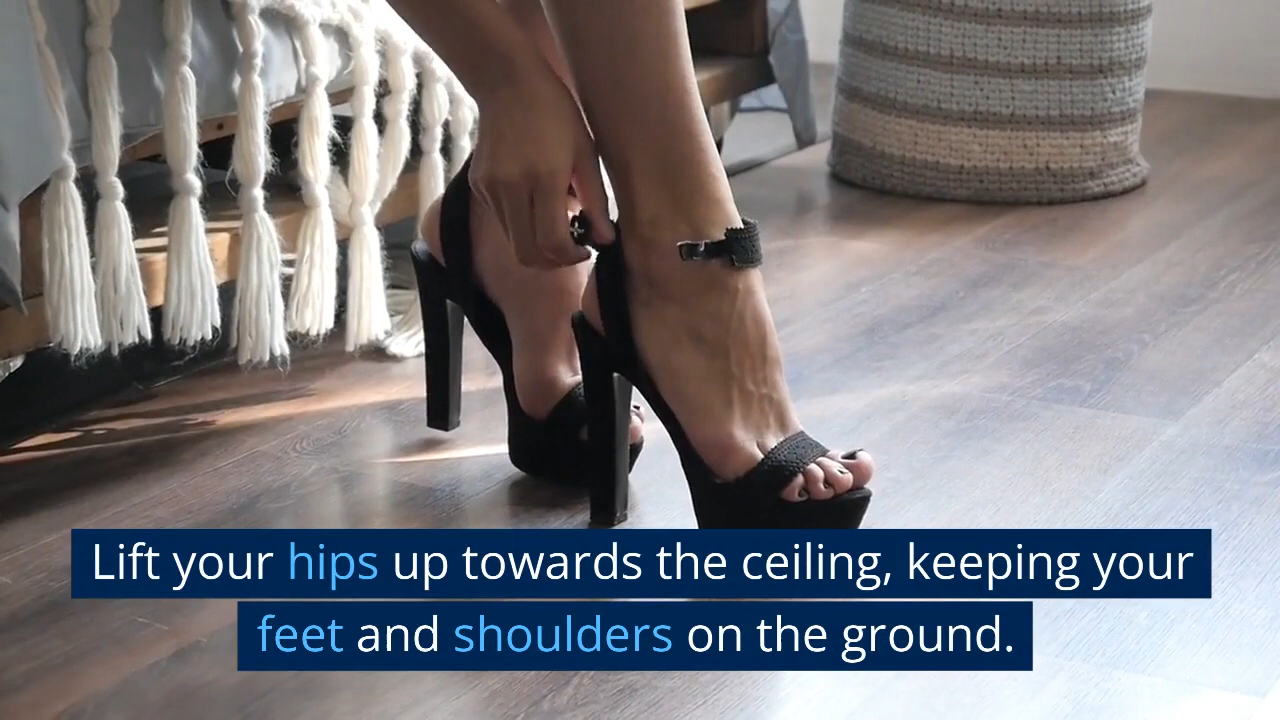 Lift your hips up towards the ceiling, keeping your
feet and shoulders on the ground.